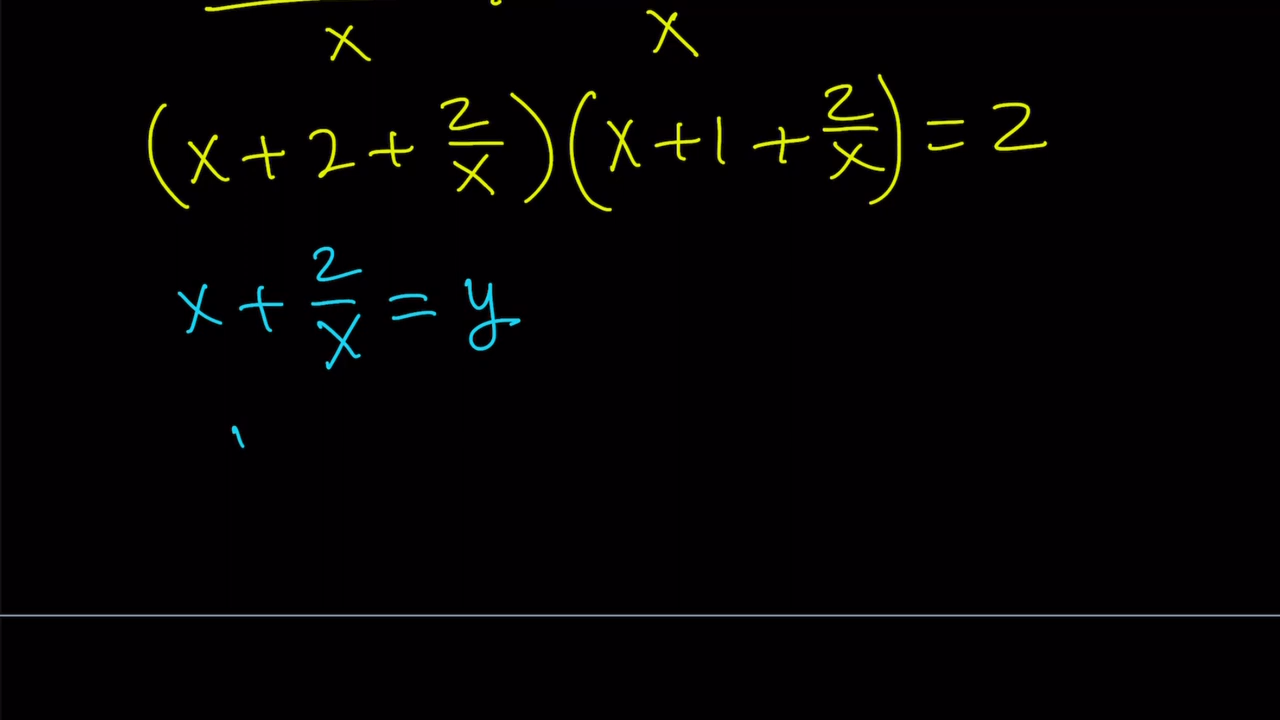 x x
(x + 2 + 2/x)(x + 1 + 2/x) = 2
x + 2/x = y